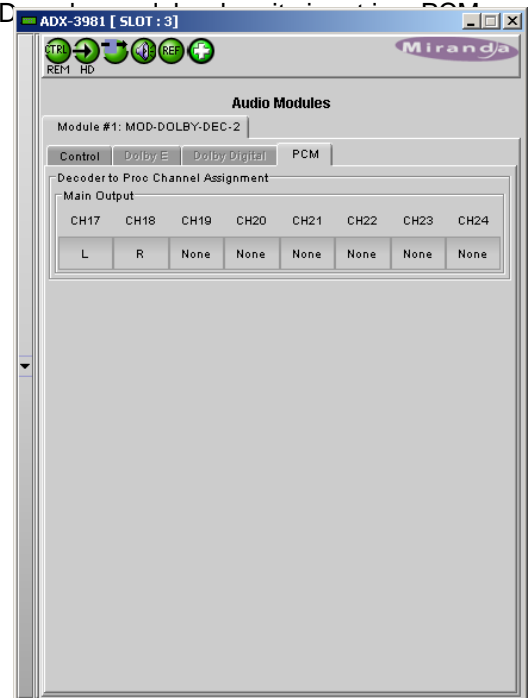 ADX-3981 [ SLOT : 3]
CTRL REF
REM HD
Miranda
Audio Modules
Module #1: MOD-DOLBY-DEC-2
Control Dolby E Dolby Digital PCM
Decoder to Proc Channel Assignment
Main Output
CH17 CH18 CH19 CH20 CH21 CH22 CH23 CH24
L R None None None None None None